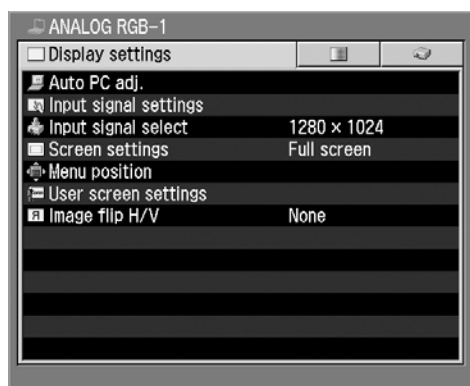 ANALOG RGB-1
Display settings
Auto PC adj.
Input signal settings
Input signal select 1280 × 1024
Screen settings Full screen
Menu position
User screen settings
Image flip H/V None